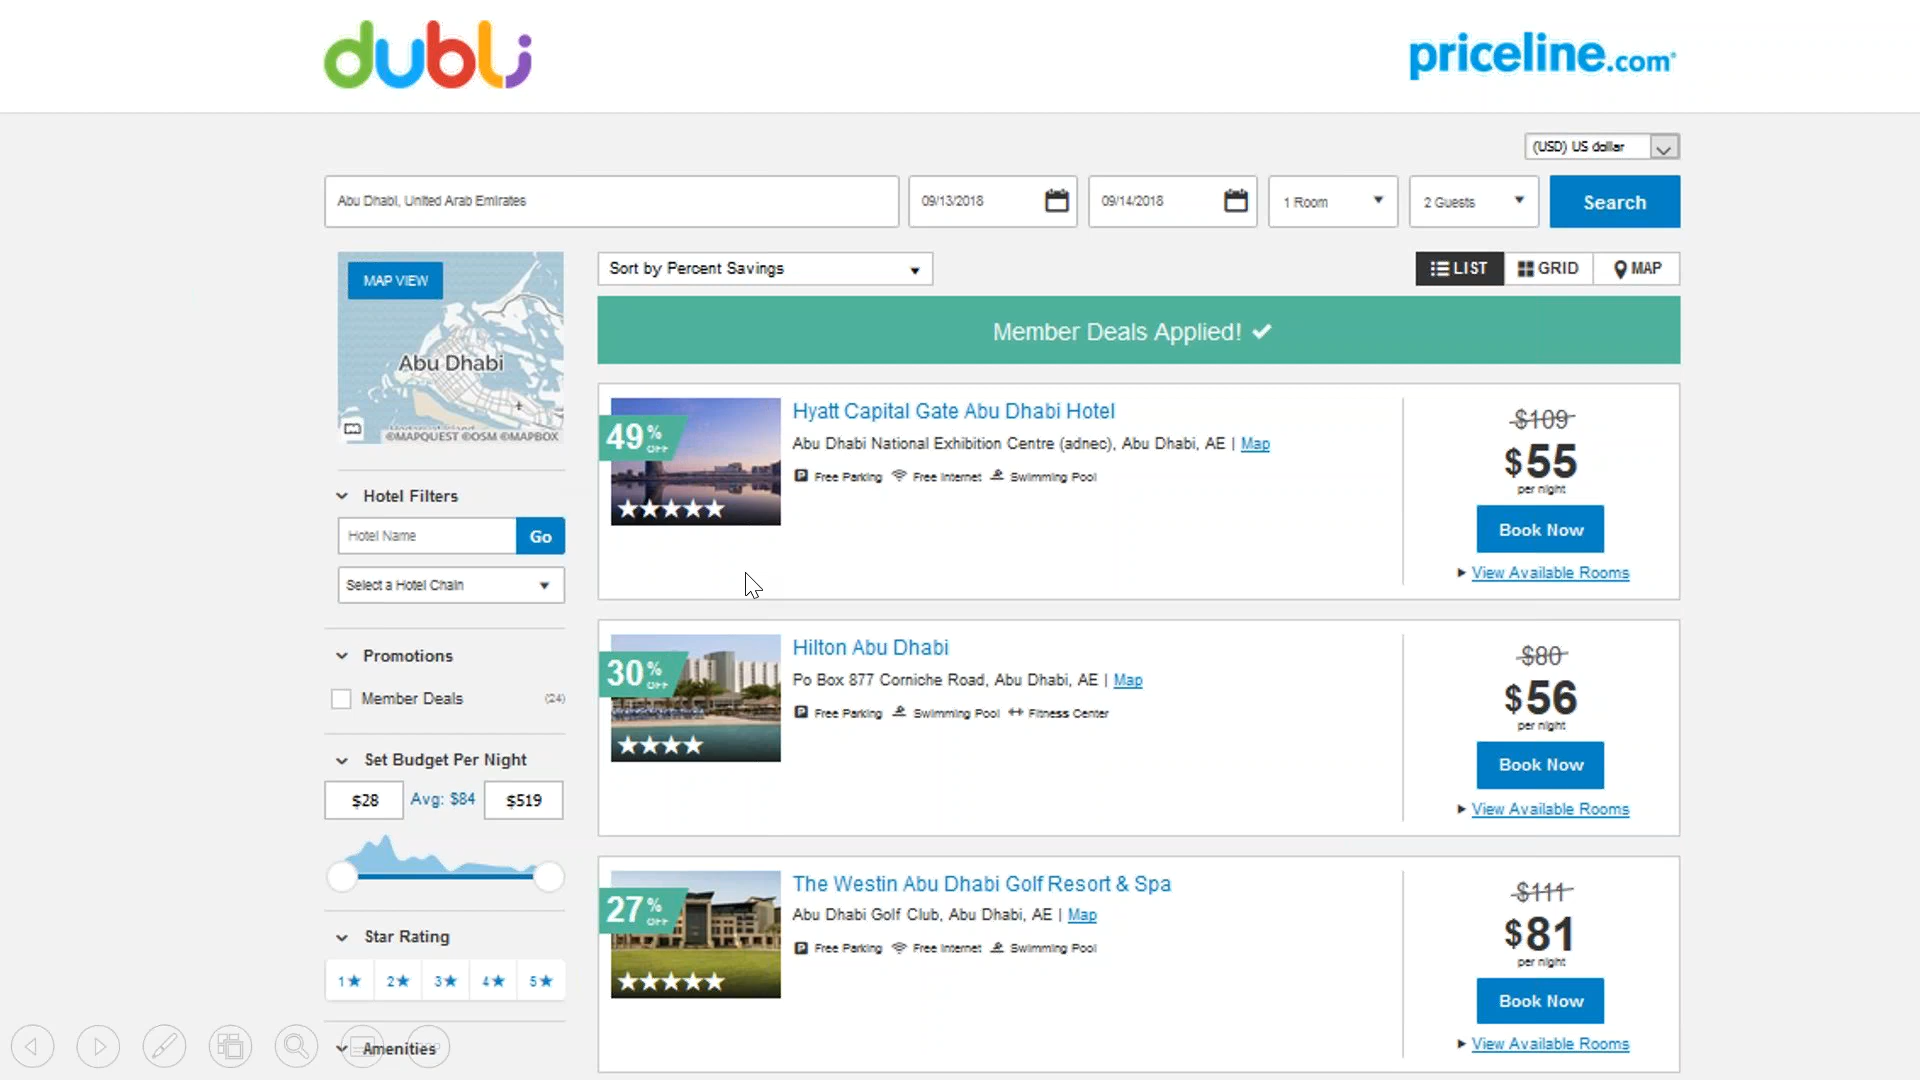 dubli
priceline.com®
(USD) US dollar
Abu Dhabi, United Arab Emirates
09/13/2018
09/14/2018
1 Room
2 Guests
Search
MAP VIEW
Abu Dhabi
©MAPQUEST ©OSM ©MAPBOX
Sort by Percent Savings
LIST
GRID
MAP
Member Deals Applied!
Hotel Filters
Hotel Name
Go
Select a Hotel Chain
Promotions
Member Deals (24)
Set Budget Per Night
$28 Avg: $84 $519
Star Rating
1★ 2★ 3★ 4★ 5★
Amenities
49% OFF
Hyatt Capital Gate Abu Dhabi Hotel
Abu Dhabi National Exhibition Centre (adnec), Abu Dhabi, AE | Map
Free Parking Free Internet Swimming Pool
$109
$55
per night
Book Now
View Available Rooms
30% OFF
Hilton Abu Dhabi
Po Box 877 Corniche Road, Abu Dhabi, AE | Map
Free Parking Swimming Pool Fitness Center
$80
$56
per night
Book Now
View Available Rooms
27% OFF
The Westin Abu Dhabi Golf Resort & Spa
Abu Dhabi Golf Club, Abu Dhabi, AE | Map
Free Parking Free Internet Swimming Pool
$111
$81
per night
Book Now
View Available Rooms